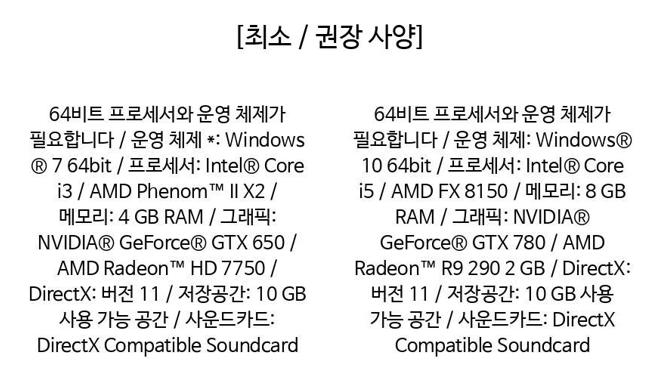 [최소 / 권장 사양]
64비트 프로세서와 운영 체제가
필요합니다 / 운영 체제 *: Windows
® 7 64bit / 프로세서: Intel® Core
i3 / AMD Phenom™ II X2 /
메모리: 4 GB RAM / 그래픽:
NVIDIA® GeForce® GTX 650 /
AMD Radeon™ HD 7750 /
DirectX: 버전 11 / 저장공간: 10 GB
사용 가능 공간 / 사운드카드:
DirectX Compatible Soundcard
64비트 프로세서와 운영 체제가
필요합니다 / 운영 체제: Windows®
10 64bit / 프로세서: Intel® Core
i5 / AMD FX 8150 / 메모리: 8 GB
RAM / 그래픽: NVIDIA®
GeForce® GTX 780 / AMD
Radeon™ R9 290 2 GB / DirectX:
버전 11 / 저장공간: 10 GB 사용
가능 공간 / 사운드카드: DirectX
Compatible Soundcard